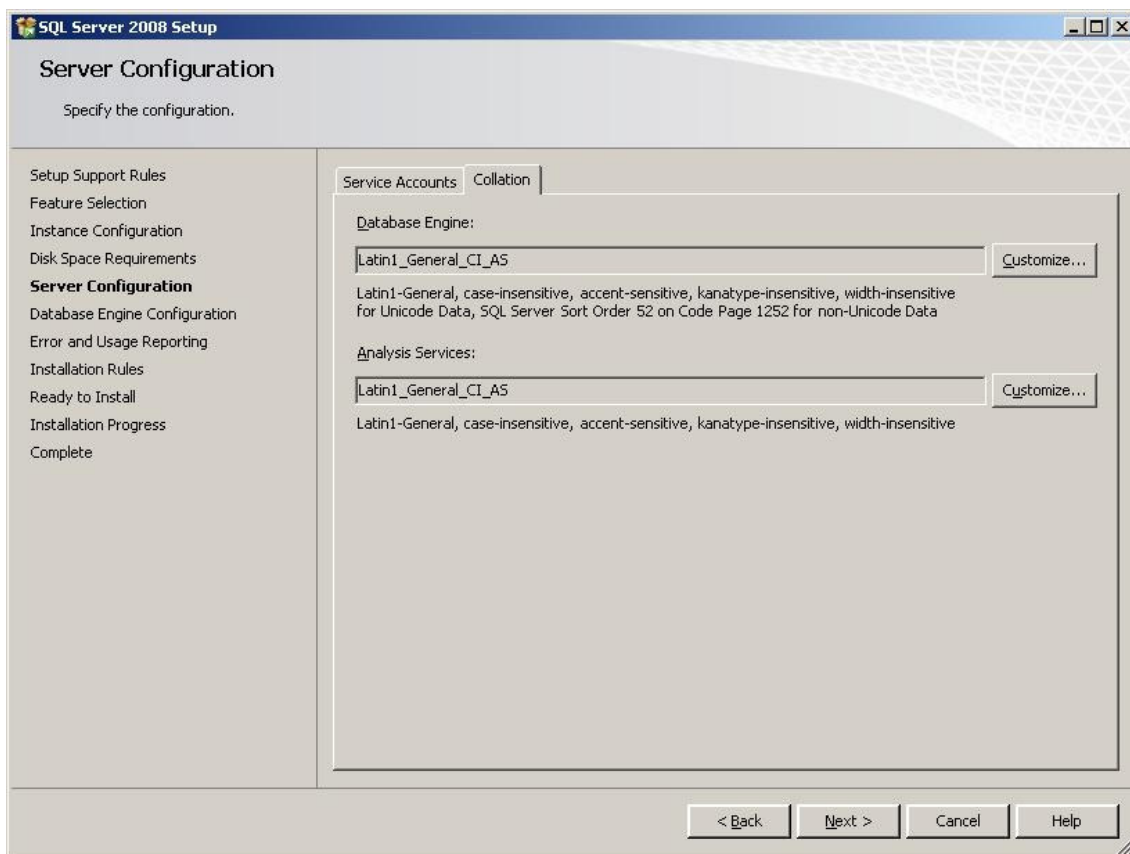 SQL Server 2008 Setup
Server Configuration
Specify the configuration.
Setup Support Rules
Feature Selection
Instance Configuration
Disk Space Requirements
Server Configuration
Database Engine Configuration
Error and Usage Reporting
Installation Rules
Ready to Install
Installation Progress
Complete
Service Accounts
Collation
Database Engine:
Latin1_General_CI_AS
Customize...
Latin1-General, case-insensitive, accent-sensitive, kanatype-insensitive, width-insensitive
for Unicode Data, SQL Server Sort Order 52 on Code Page 1252 for non-Unicode Data
Analysis Services:
Latin1_General_CI_AS
Customize...
Latin1-General, case-insensitive, accent-sensitive, kanatype-insensitive, width-insensitive
< Back
Next >
Cancel
Help